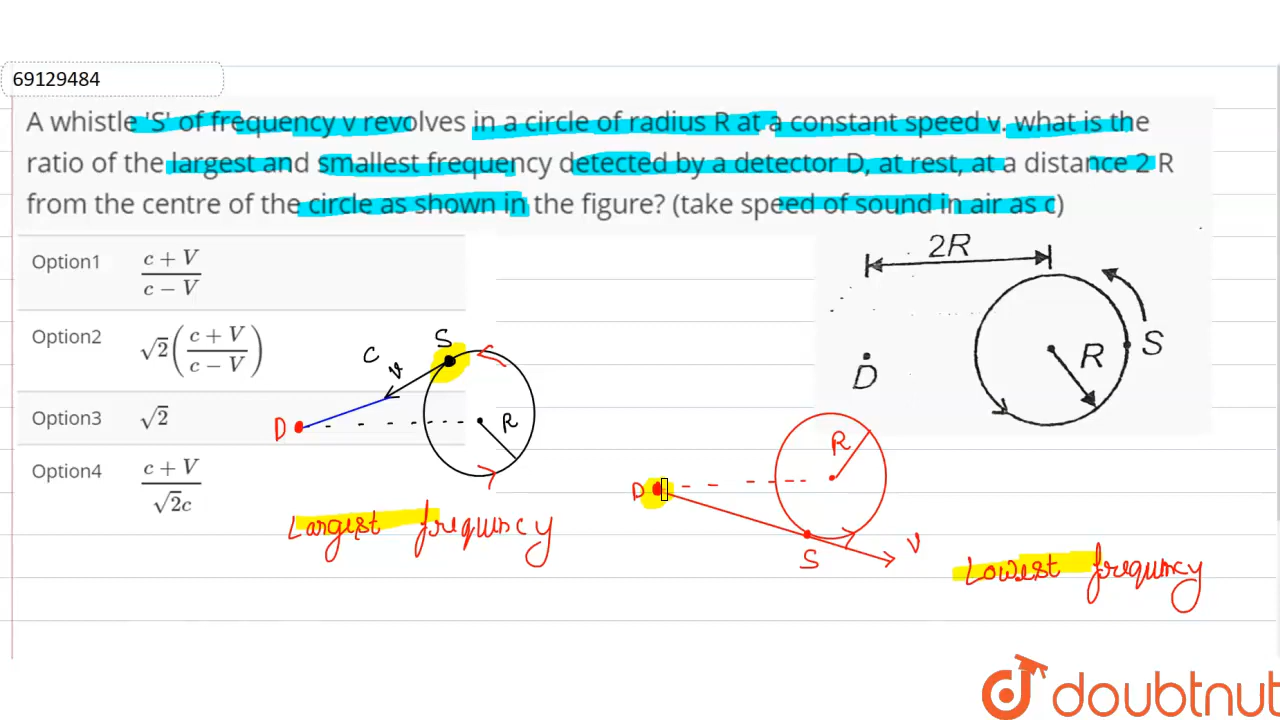 69129484
A whistle 'S' of frequency v revolves in a circle of radius R at a constant speed v. what is the
ratio of the largest and smallest frequency detected by a detector D, at rest, at a distance 2 R
from the centre of the circle as shown in the figure? (take speed of sound in air as c)
Option1 c + V / c − V
Option2 √2(c + V / c − V)
Option3 √2
Option4 c + V / √2c
2R
D
R
S
S
C
v
D
R
Largest frequency
R
D
S
V
Lowest frequency
doubtnut